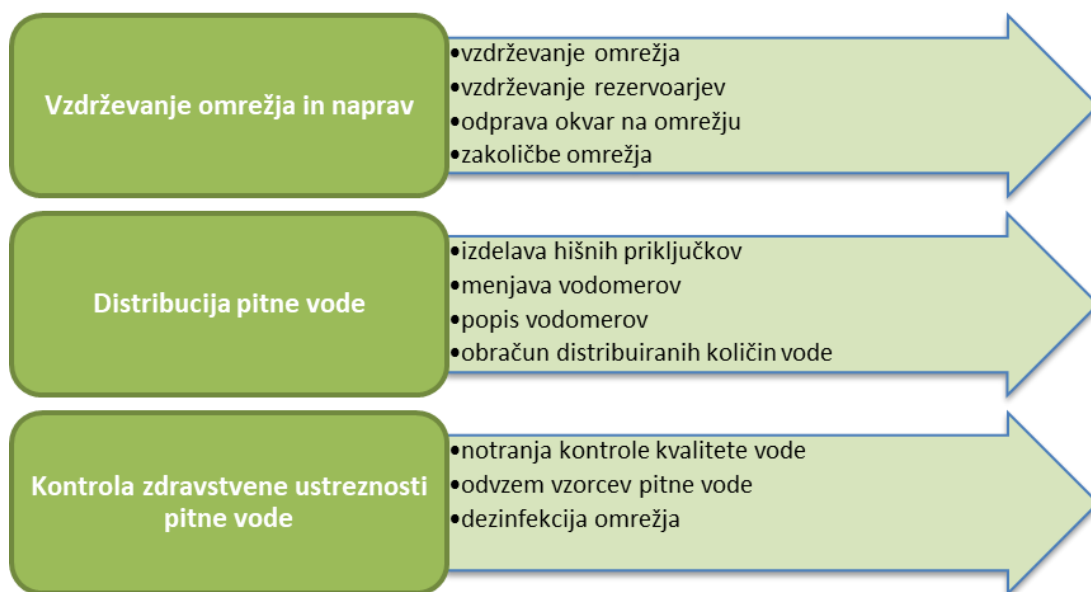 Vzdrževanje omrežja in naprav
•vzdrževanje omrežja
•vzdrževanje rezervoarjev
•odprava okvar na omrežju
•zakoličbe omrežja
Distribucija pitne vode
•izdelava hišnih priključkov
•menjava vodomerov
•popis vodomerov
•obračun distribuiranih količin vode
Kontrola zdravstvene ustreznosti
pitne vode
•notranja kontrole kvalitete vode
•odvzem vzorcev pitne vode
•dezinfekcija omrežja